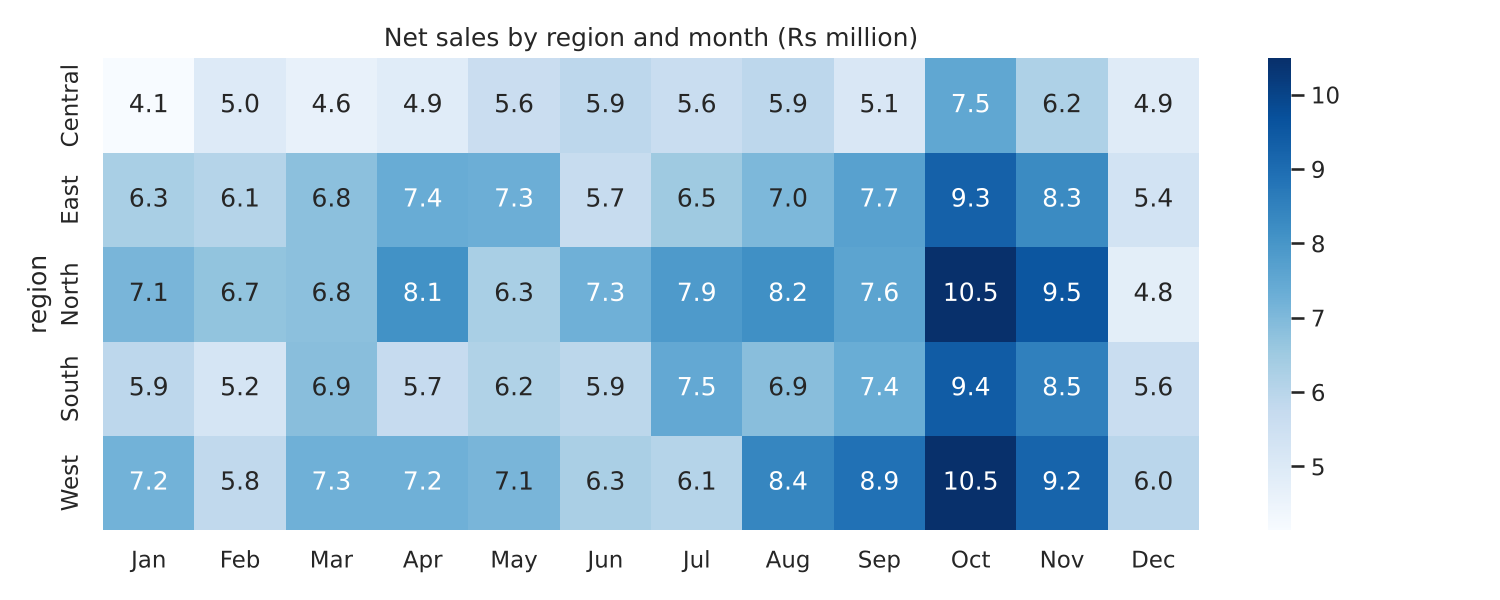 Net sales by region and month (Rs million)
region
Central 4.1 5.0 4.6 4.9 5.6 5.9 5.6 5.9 5.1 7.5 6.2 4.9
East 6.3 6.1 6.8 7.4 7.3 5.7 6.5 7.0 7.7 9.3 8.3 5.4
North 7.1 6.7 6.8 8.1 6.3 7.3 7.9 8.2 7.6 10.5 9.5 4.8
South 5.9 5.2 6.9 5.7 6.2 5.9 7.5 6.9 7.4 9.4 8.5 5.6
West 7.2 5.8 7.3 7.2 7.1 6.3 6.1 8.4 8.9 10.5 9.2 6.0
Jan Feb Mar Apr May Jun Jul Aug Sep Oct Nov Dec
10
9
8
7
6
5